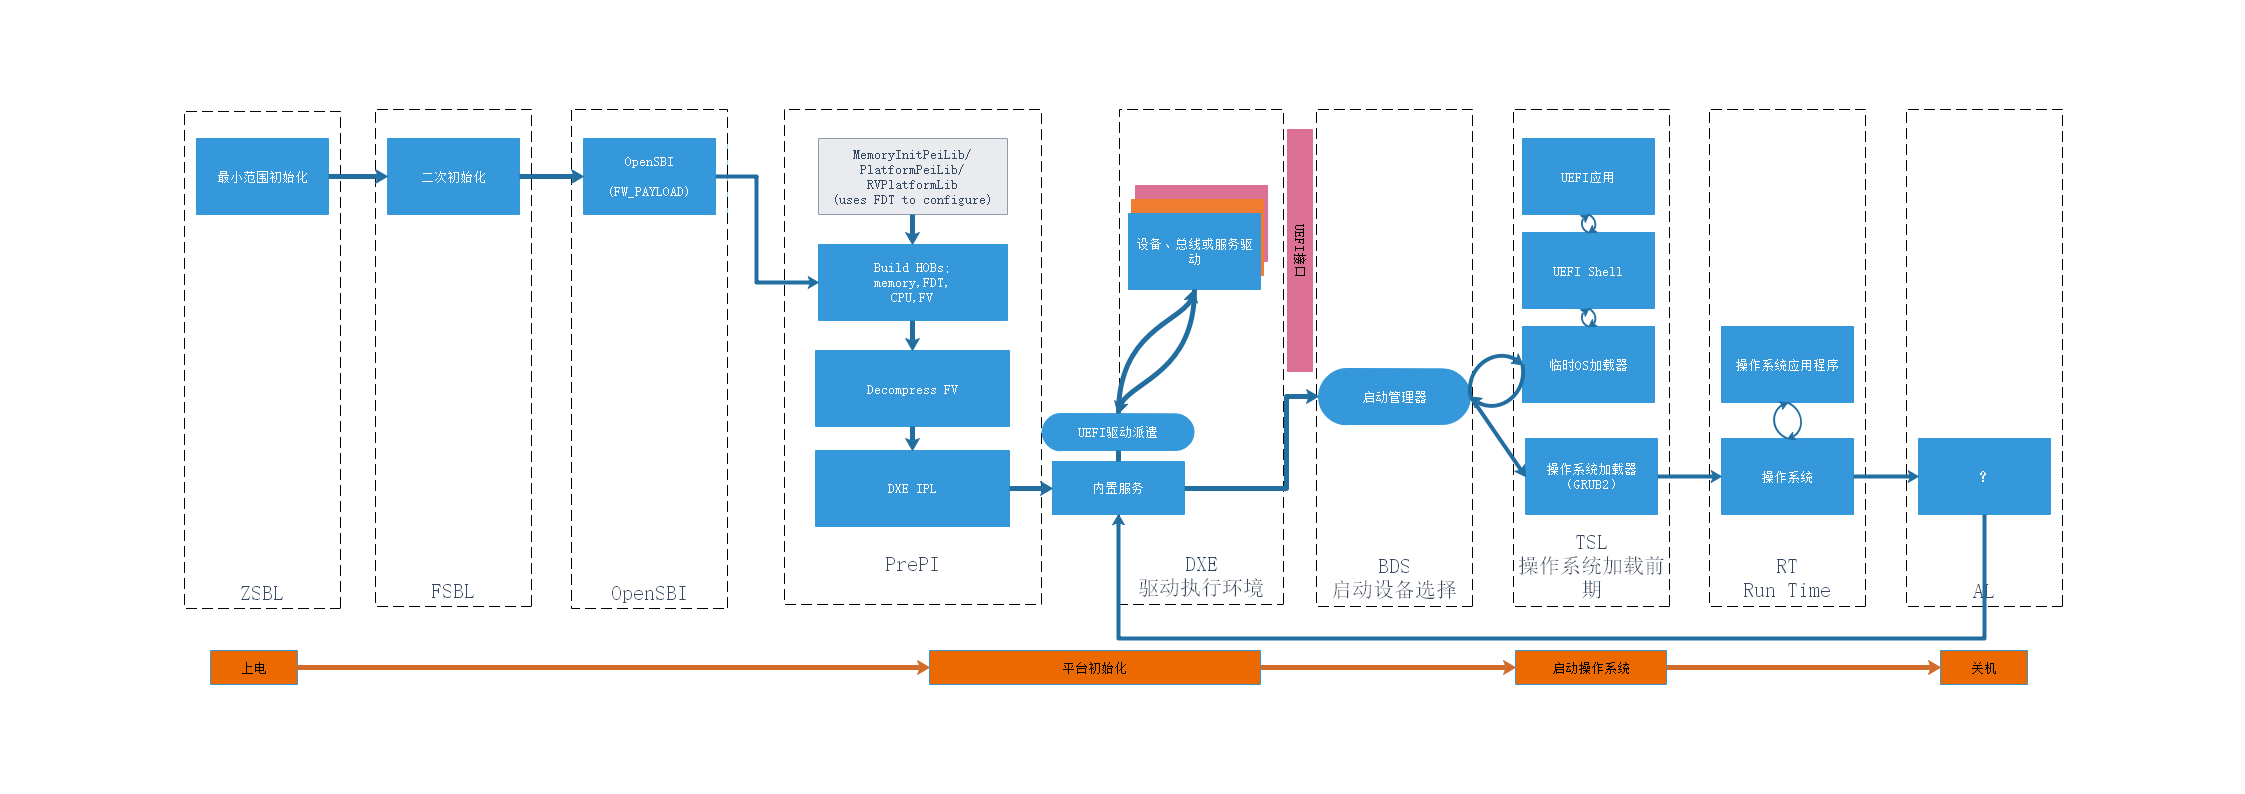 最小范围初始化
ZSBL
二次初始化
FSBL
OpenSBI
(FW_PAYLOAD)
OpenSBI
MemoryInitPeiLib/
PlatformPeiLib/
RVPlatformLib
(uses FDT to configure)
Build HOBs;
memory,FDT,
CPU,FV
Decompress FV
DXE IPL
PrePI
设备、总线或服务驱
动
UEFI驱动派遣
内置服务
DXE
驱动执行环境
UEFI接口
启动管理器
BDS
启动设备选择
UEFI应用
UEFI Shell
临时OS加载器
操作系统加载器
(GRUB2)
TSL
操作系统加载前
期
操作系统应用程序
操作系统
RT
Run Time
?
AL
上电
平台初始化
启动操作系统
关机